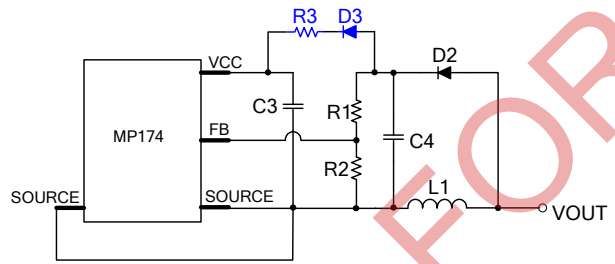 R3 D3
VCC
D2
C3
R1
MP174
FB
C4
R2
SOURCE
SOURCE
L1
VOUT
FOR